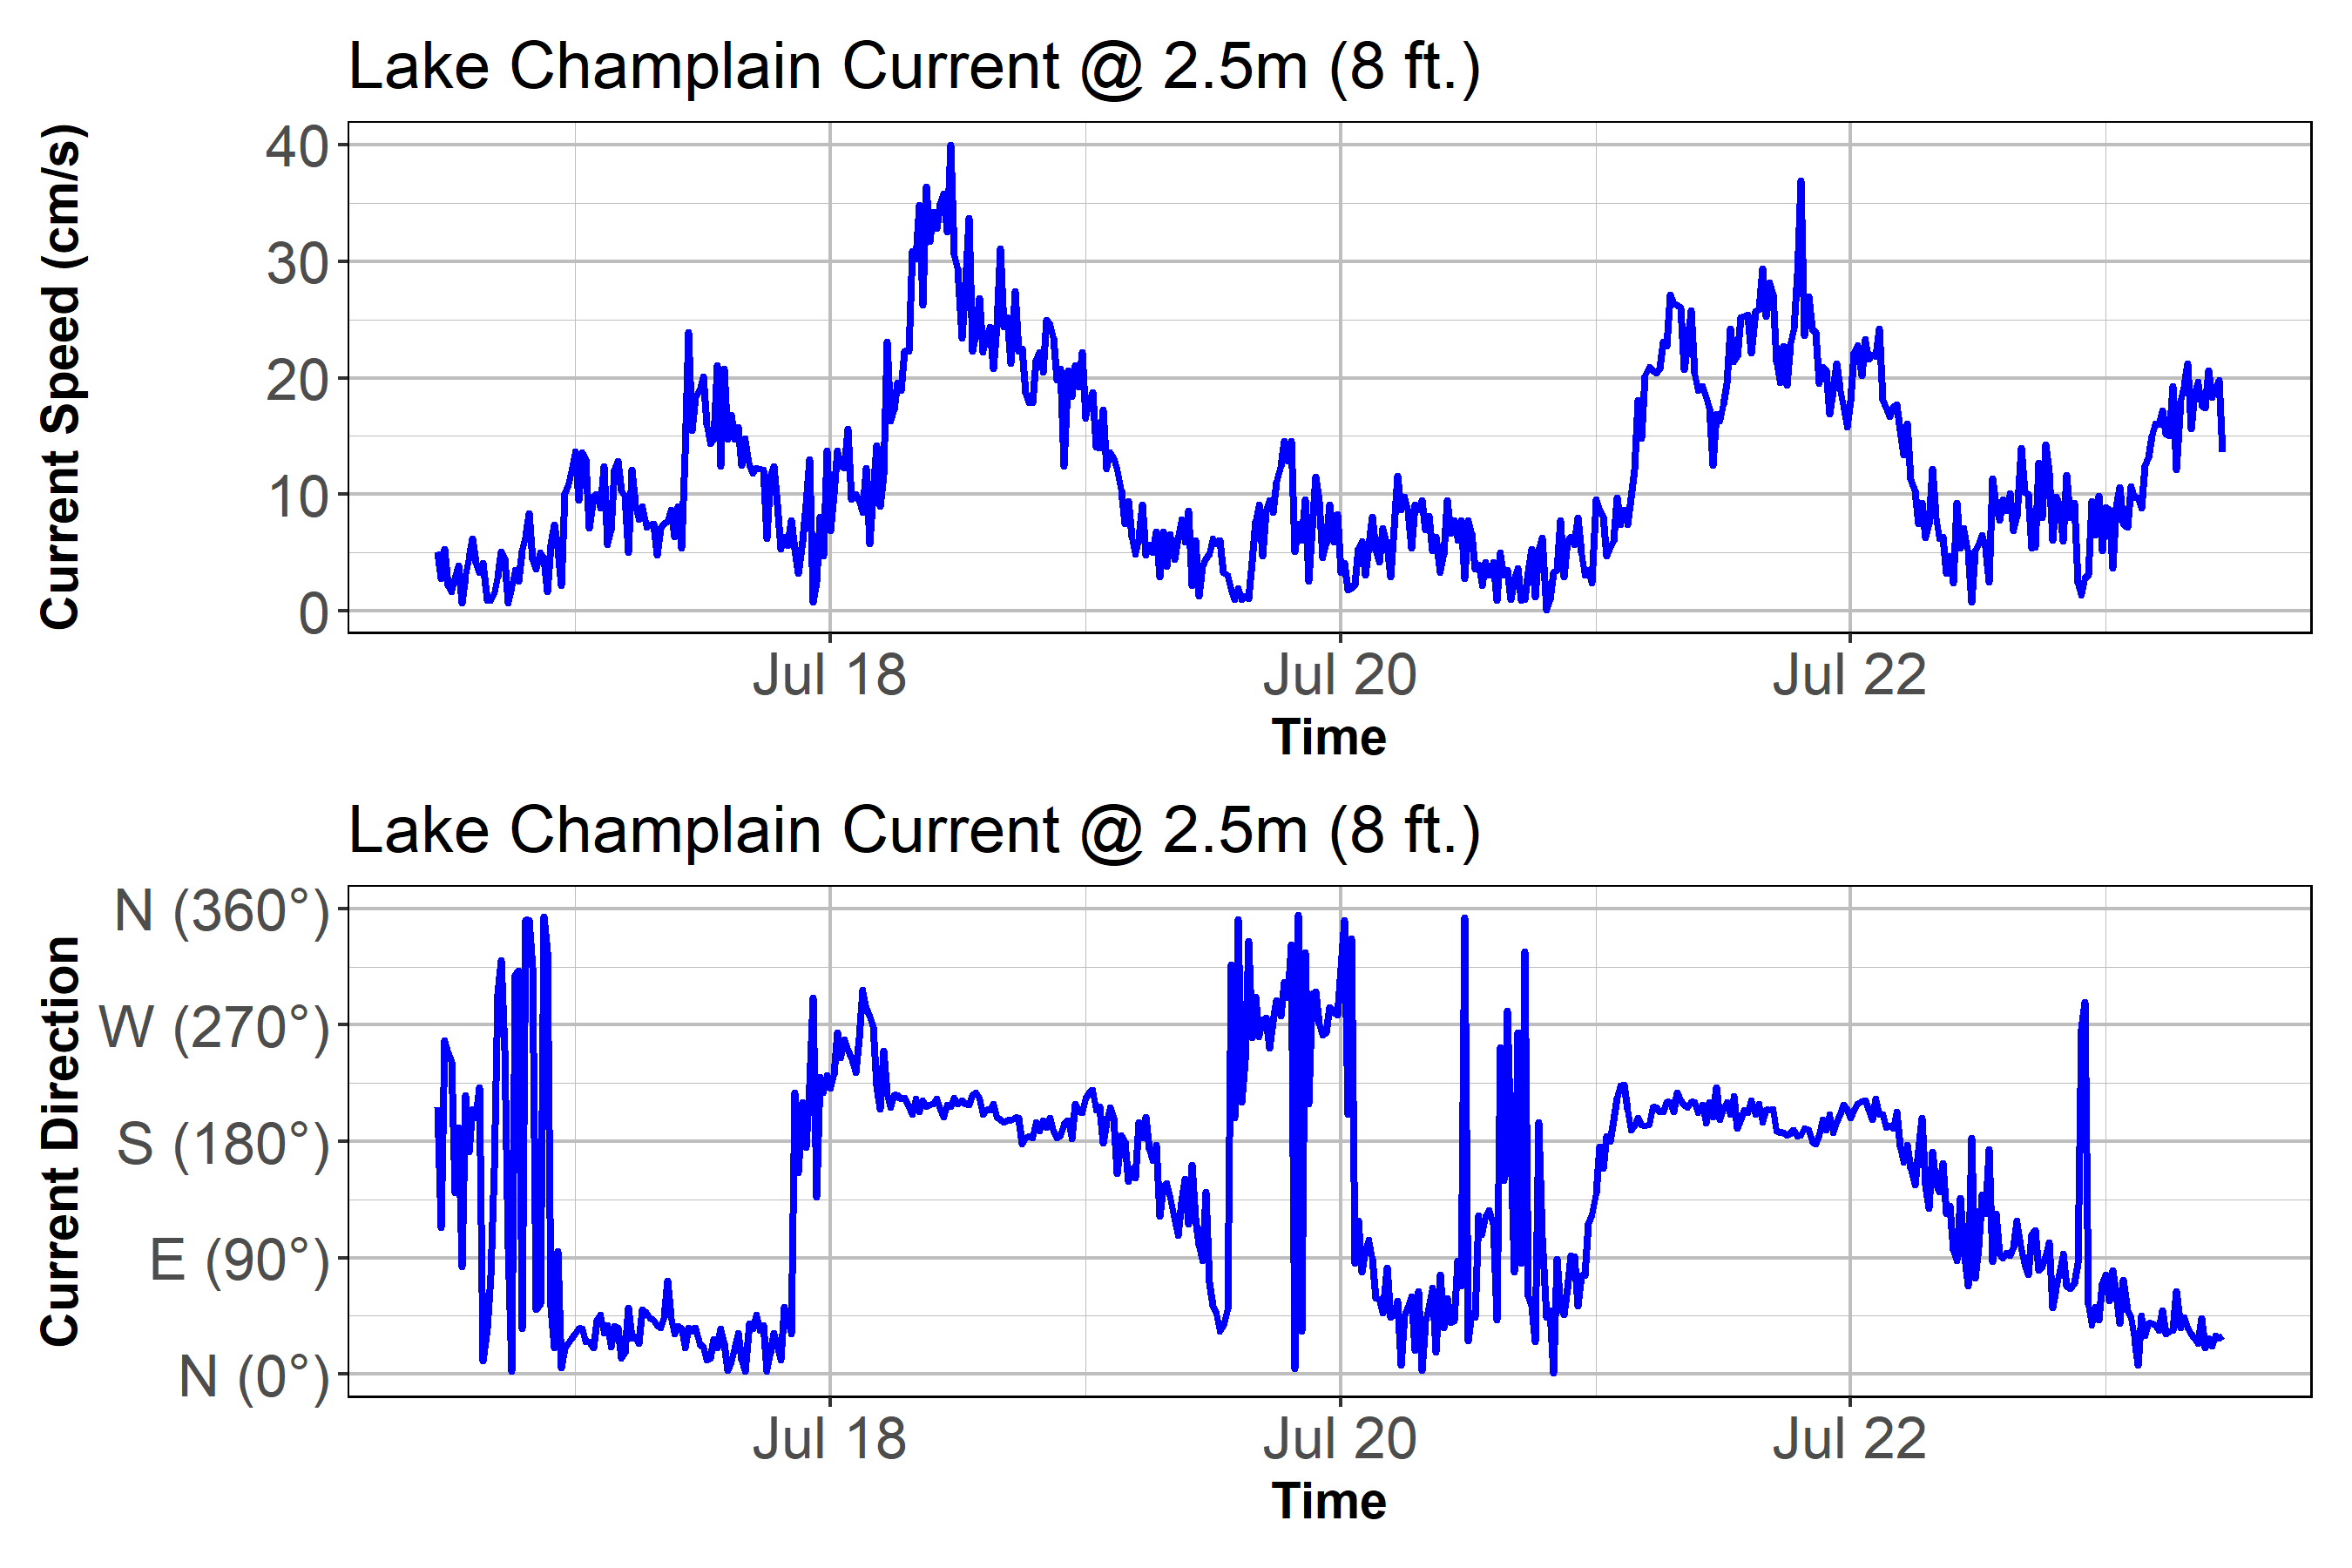 Lake Champlain Current @ 2.5m (8 ft.)
Current Speed (cm/s)
40
30
20
10
0
Jul 18 Jul 20 Jul 22
Time
Lake Champlain Current @ 2.5m (8 ft.)
Current Direction
N (360°)
W (270°)
S (180°)
E (90°)
N (0°)
Jul 18 Jul 20 Jul 22
Time